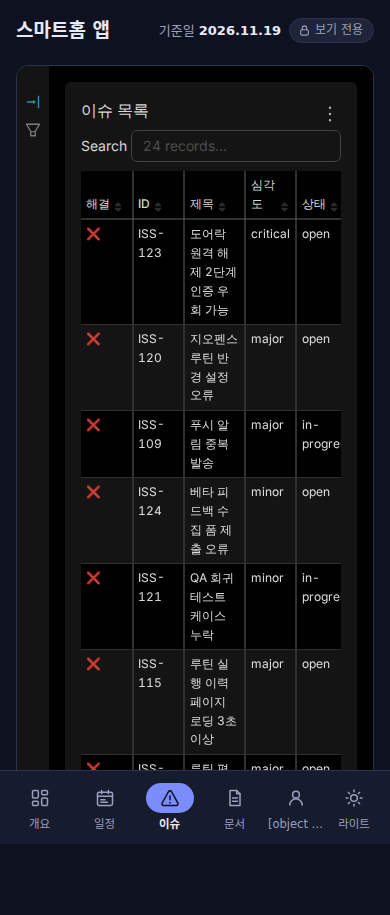 스마트홈 앱
기준일 2026.11.19
보기 전용
이슈 목록
Search 24 records...
해결 ID 제목 심각도 상태
❌ ISS-123 도어락 원격 해제 2단계 인증 우회 가능 critical open
❌ ISS-120 지오펜스 루틴 반경 설정 오류 major open
❌ ISS-109 푸시 알림 중복 발송 major in-progre
❌ ISS-124 베타 피드백 수집 폼 제출 오류 minor open
❌ ISS-121 QA 회귀 테스트 케이스 누락 minor in-progre
❌ ISS-115 루틴 실행 이력 페이지 로딩 3초 이상 major open
❌ ISS- 루틴 편 major open
개요 일정 이슈 문서 [object ... 라이트